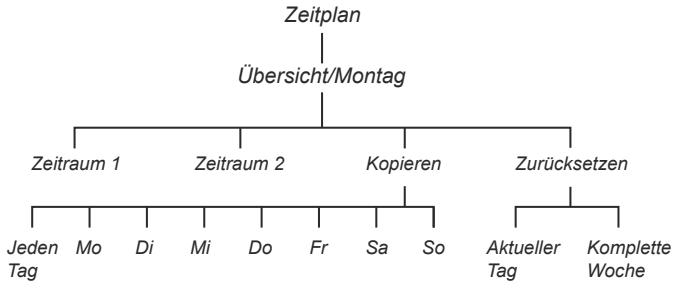 Zeitplan
Übersicht/Montag
Zeitraum 1 Zeitraum 2 Kopieren Zurücksetzen
Jeden Mo Di Mi Do Fr Sa So Aktueller Komplette
Tag Tag Woche